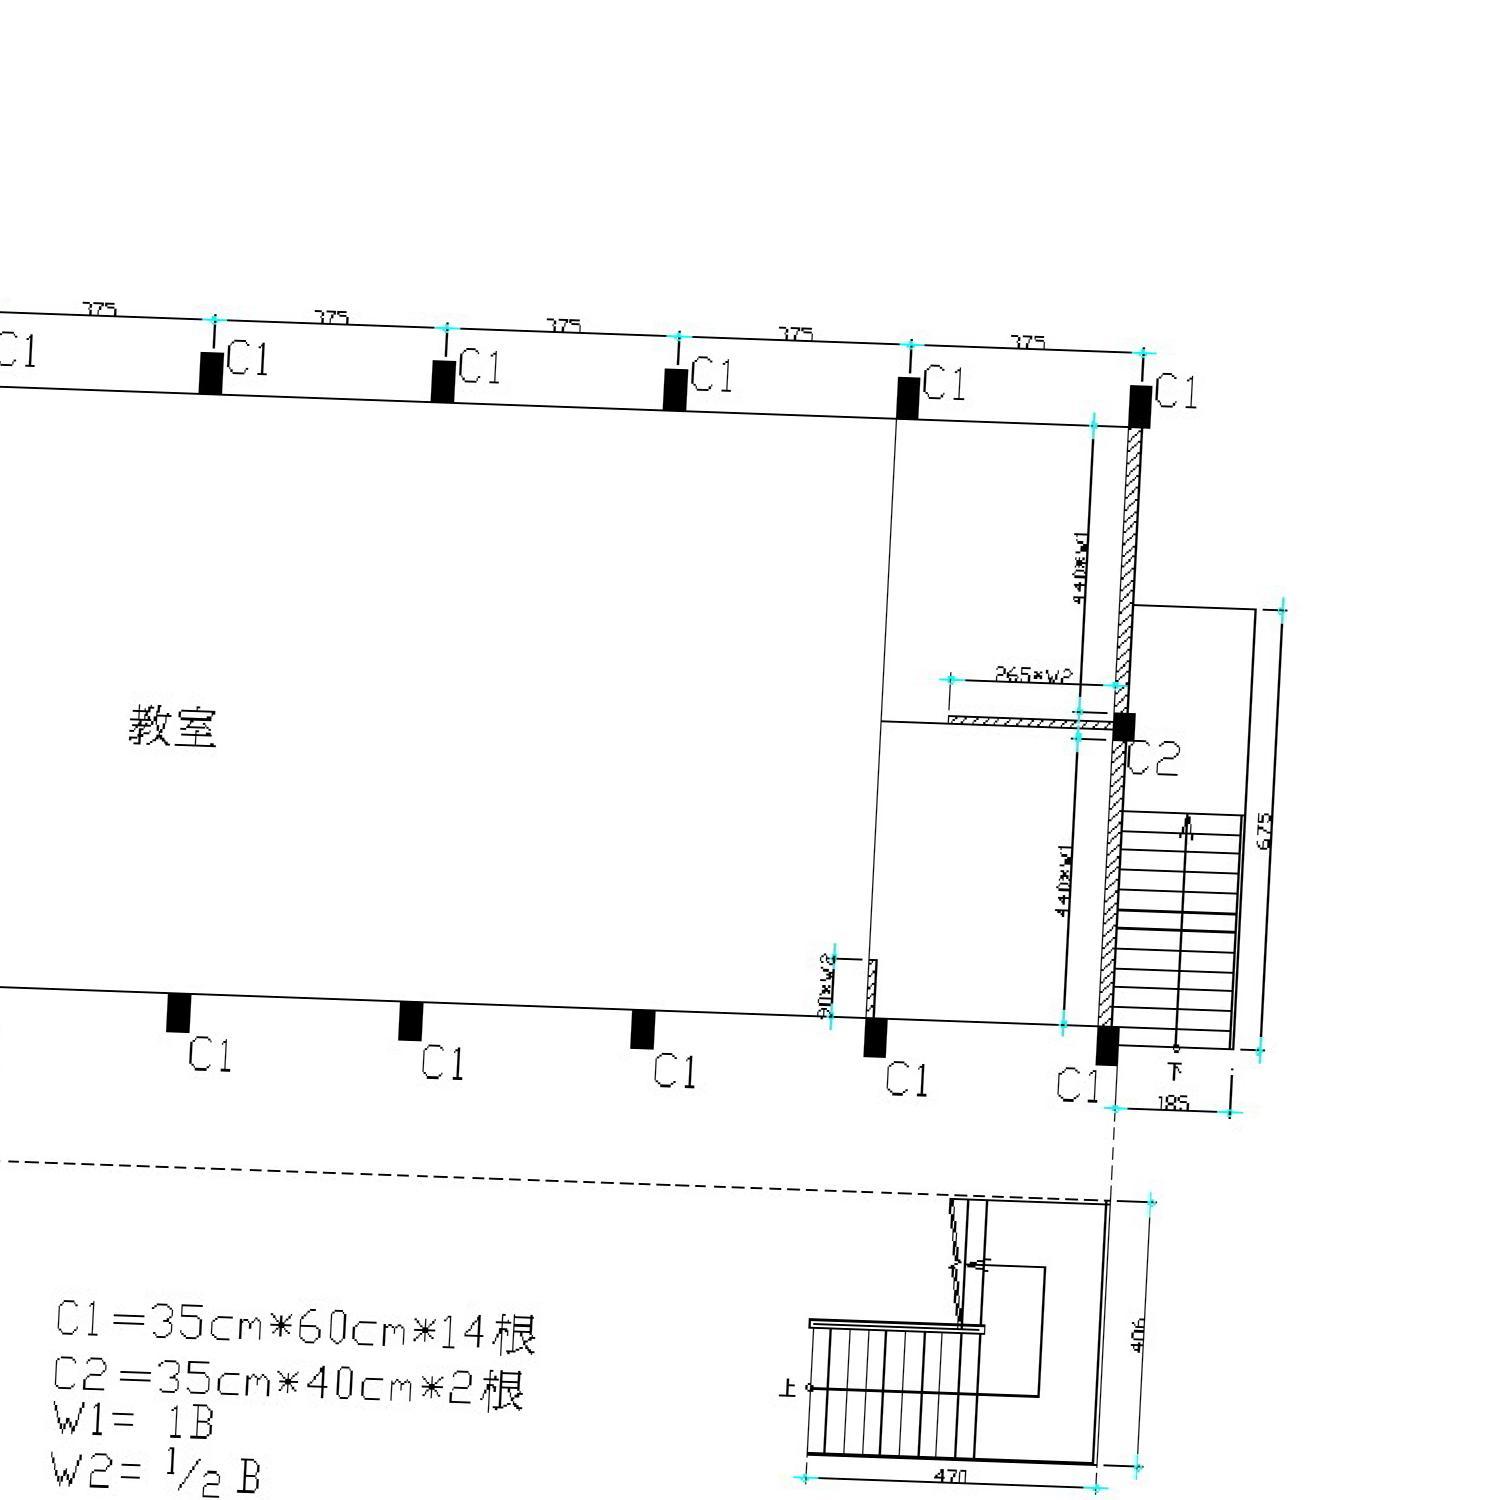 375 375 375 375 375
C1 C1 C1 C1 C1 C1
440*W1
265*W2
教室
C2
675
440*W1
90*W2
C1 C1 C1 C1 C1
下
185
C1=35cm*60cm*14根
C2=35cm*40cm*2根
W1= 1B
W2= 1/2 B
406
上
470